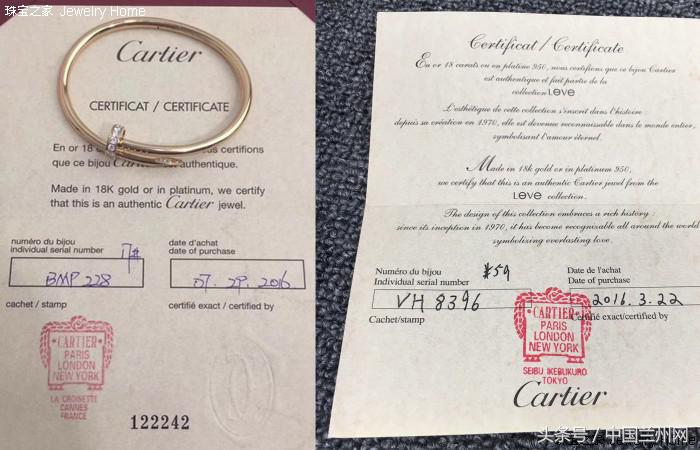 珠宝之家 Jewelry Home
Cartier
CERTIFICAT / CERTIFICATE
En or 18 us certifions
que ce bijou Cartier authentique.
Made in 18K gold or in platinum, we certify
that this is an authentic Cartier jewel.
numéro du bijou
individual serial number
17#
date d'achat
date of purchase
BMP 228
07. 29. 2016
cachet / stamp
certifié exact / certified by
CARTIER
PARIS
LONDON
NEW YORK
LA CROISETTE
CANNES
FRANCE
122242
Certificat / Certificate
En or 18 carats ou en platine 950, nous certifions que ce bijou Cartier
est authentique et fait partie de la
collection LOVE
L'esthétique de cette collection s'inscrit dans l'histoire
depuis sa création en 1970, elle est devenue reconnaissable dans le monde entier,
symbolisant l'amour éternel.
Made in 18k gold or in platinum 950,
we certify that this is an authentic Cartier jewel from the
LOVE collection.
The design of this collection embraces a rich history :
since its inception in 1970, it has become recognizable all around the world
symbolizing everlasting love.
Numéro du bijou
Individual serial number
#59
Date de l'achat
Date of purchase
VH 8396
2016. 3. 22
Cachet/stamp
Certifié exact/certified by
CARTIER
PARIS
LONDON
NEW YORK
SEIBU IKEBUKURO
TOKYO
Cartier
头条号／中国兰州网